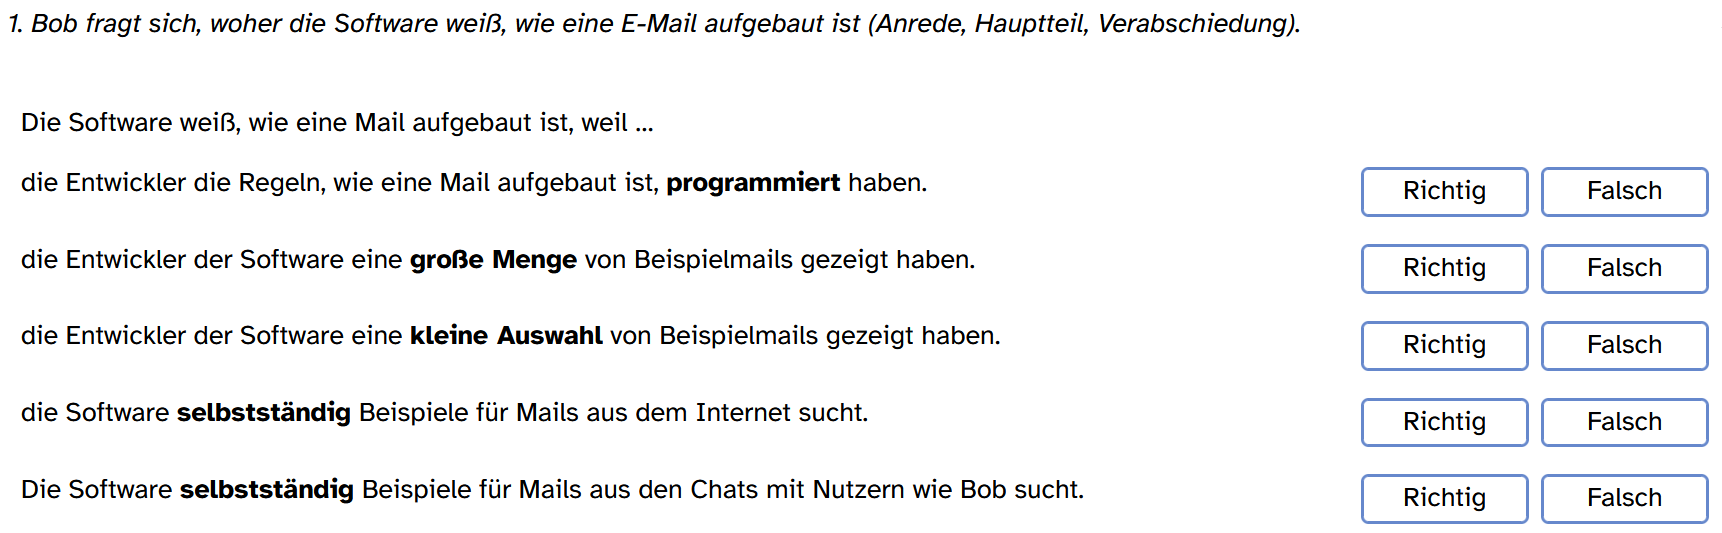 1. Bob fragt sich, woher die Software weiß, wie eine E-Mail aufgebaut ist (Anrede, Hauptteil, Verabschiedung).
Die Software weiß, wie eine Mail aufgebaut ist, weil ...
die Entwickler die Regeln, wie eine Mail aufgebaut ist, programmiert haben. Richtig Falsch
die Entwickler der Software eine große Menge von Beispielmails gezeigt haben. Richtig Falsch
die Entwickler der Software eine kleine Auswahl von Beispielmails gezeigt haben. Richtig Falsch
die Software selbstständig Beispiele für Mails aus dem Internet sucht. Richtig Falsch
Die Software selbstständig Beispiele für Mails aus den Chats mit Nutzern wie Bob sucht. Richtig Falsch